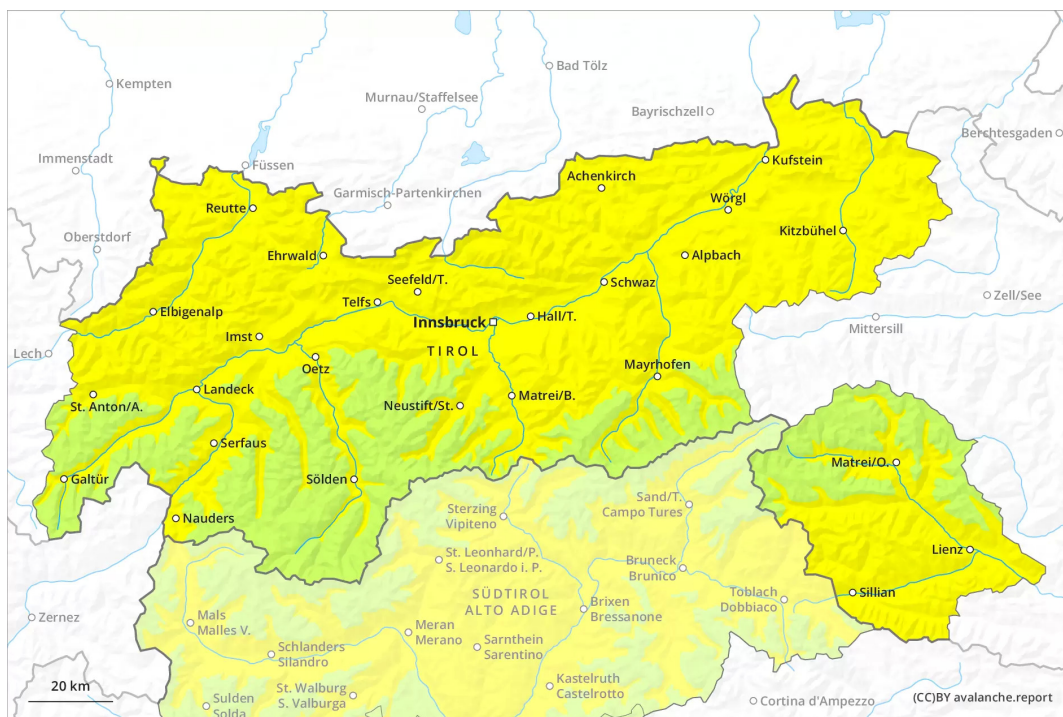 Bad Tölz
Kempten
Murnau/Staffelsee
Bayrischzell
Berchtesgaden
Immenstadt
Füssen
Kufstein
Achenkirch
Garmisch-Partenkirchen
Wörgl
Reutte
Kitzbühel
Oberstdorf
Ehrwald
Alpbach
Seefeld/T.
Schwaz
Zell/See
Telfs
Elbigenalp
Innsbruck
Hall/T.
Mittersill
Imst
Lech
TIROL
Oetz
Mayrhofen
Landeck
St. Anton/A.
Neustift/St.
Matrei/B.
Serfaus
Matrei/O.
Galtür
Sölden
Sand/T.
Campo Tures
Sterzing
Vipiteno
Nauders
Lienz
St. Leonhard/P.
S. Leonardo i. P.
Bruneck
Brunico
SÜDTIROL
ALTO ADIGE
Toblach
Dobbiaco
Sillian
Zernez
Mals
Malles V.
Brixen
Bressanone
Meran
Merano
Sarnthein
Sarentino
Schlanders
Silandro
Kastelruth
Castelrotto
20 km
St. Walburg
S. Valburga
Sulden
Solda
Cortina d'Ampezzo
(CC)BY avalanche.report